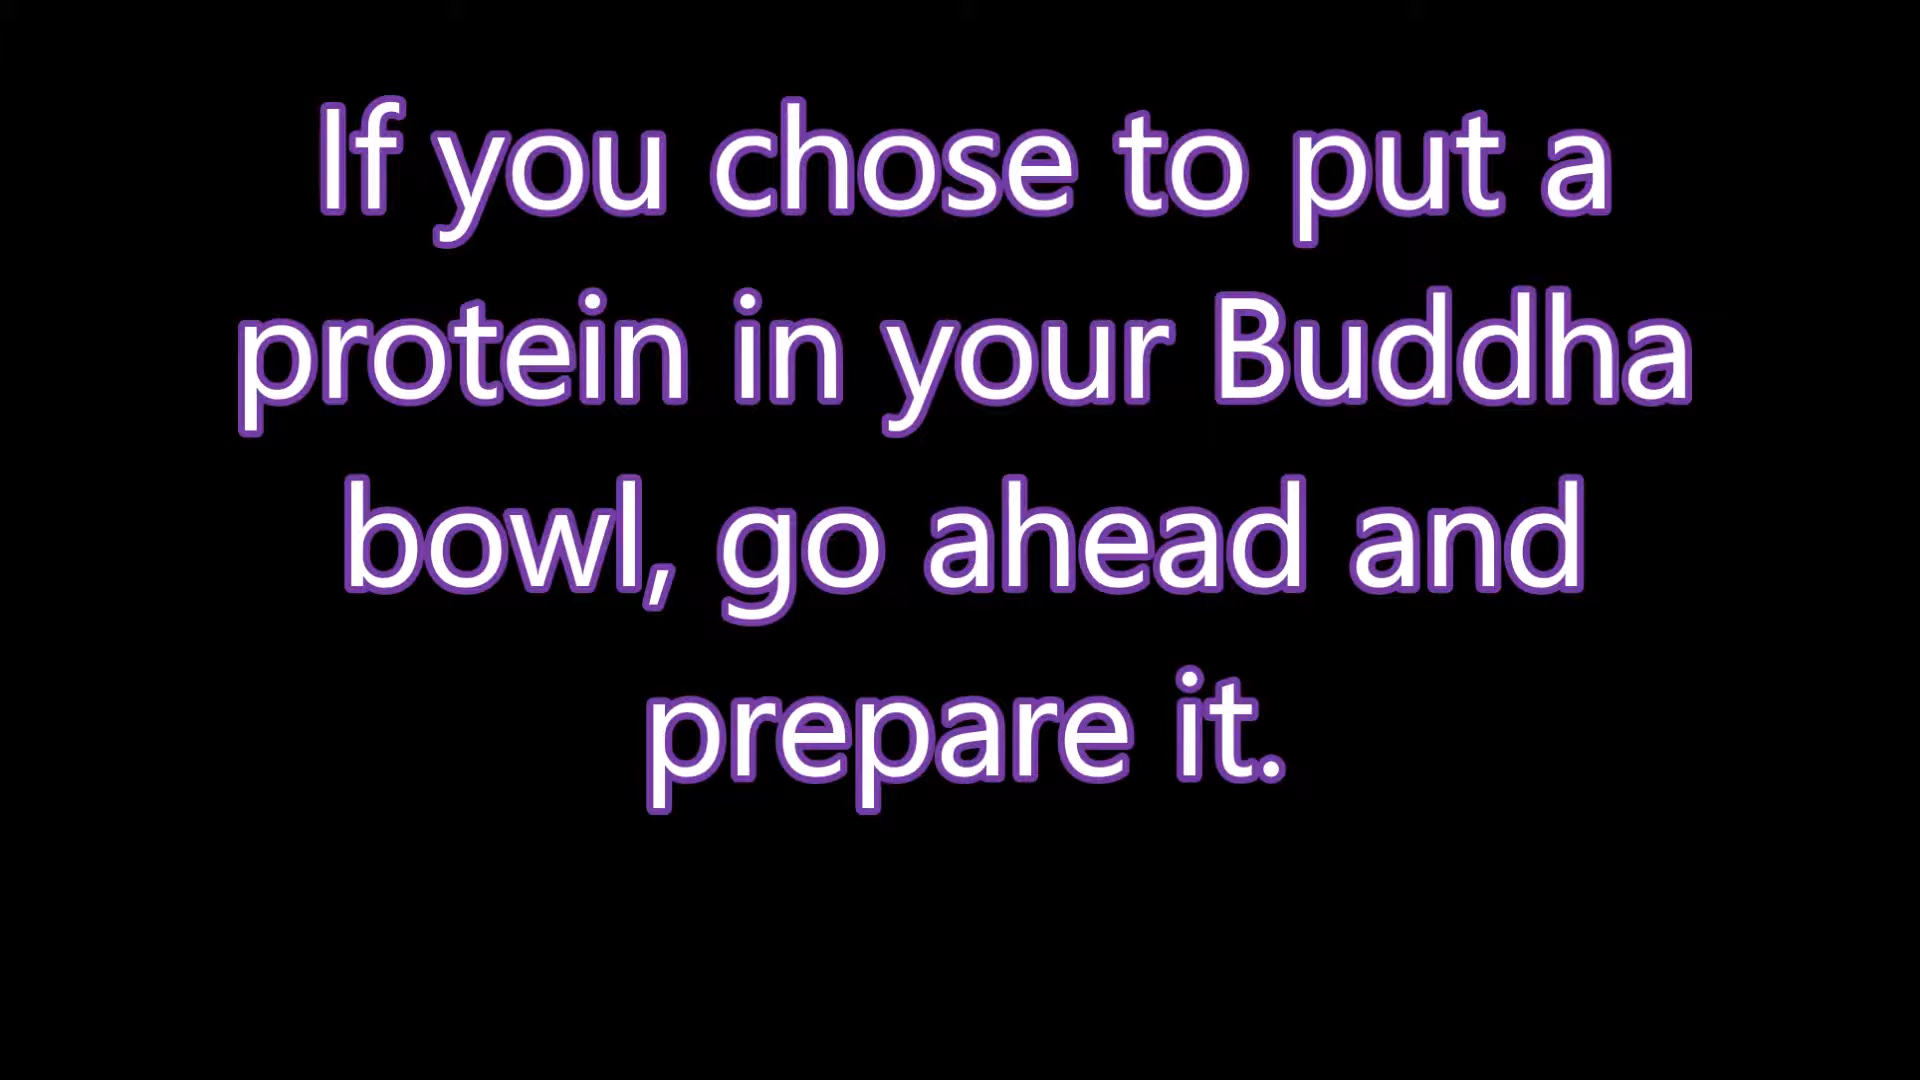 If you chose to put a
protein in your Buddha
bowl, go ahead and
prepare it.